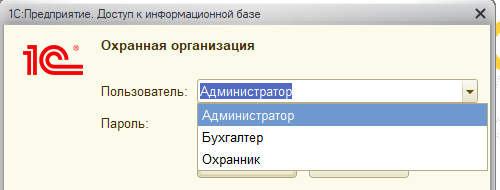 1С:Предприятие. Доступ к информационной базе
1С®
Охранная организация
Пользователь: Администратор
Администратор
Пароль:
Бухгалтер
Охранник